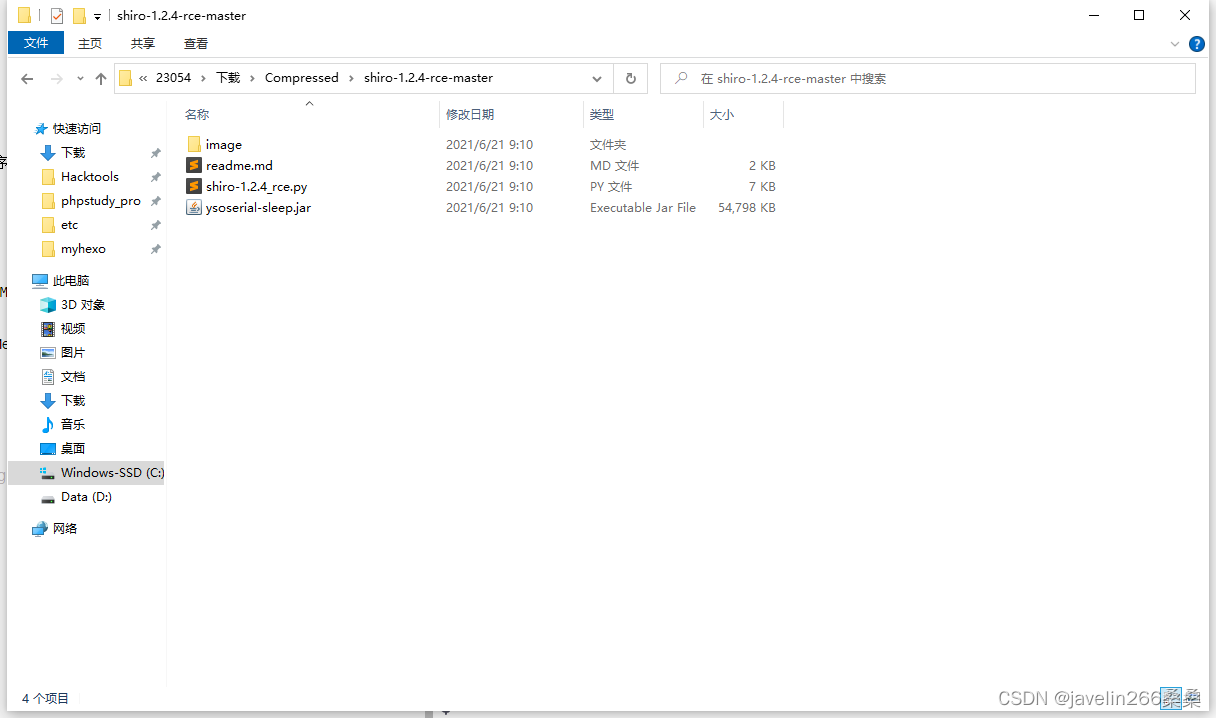 shiro-1.2.4-rce-master
文件 主页 共享 查看
« 23054 › 下载 › Compressed › shiro-1.2.4-rce-master
在 shiro-1.2.4-rce-master 中搜索
名称 修改日期 类型 大小
image 2021/6/21 9:10 文件夹
readme.md 2021/6/21 9:10 MD 文件 2 KB
shiro-1.2.4_rce.py 2021/6/21 9:10 PY 文件 7 KB
ysoserial-sleep.jar 2021/6/21 9:10 Executable Jar File 54,798 KB
快速访问
下载
Hacktools
phpstudy_pro
etc
myhexo
此电脑
3D 对象
视频
图片
文档
下载
音乐
桌面
Windows-SSD (C:)
Data (D:)
网络
4 个项目
CSDN @javelin266桑桑